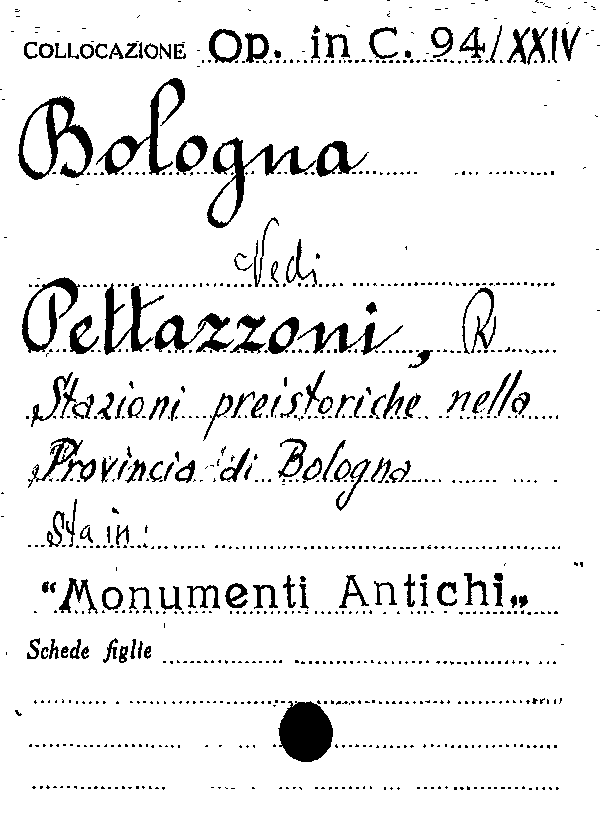 COLLOCAZIONE Op. in C. 94/XXIV
Bologna
Vedi
Pettazzoni, R
Stazioni preistoriche nella
Provincia di Bologna
Sta in:
“Monumenti Antichi„
Schede figlie